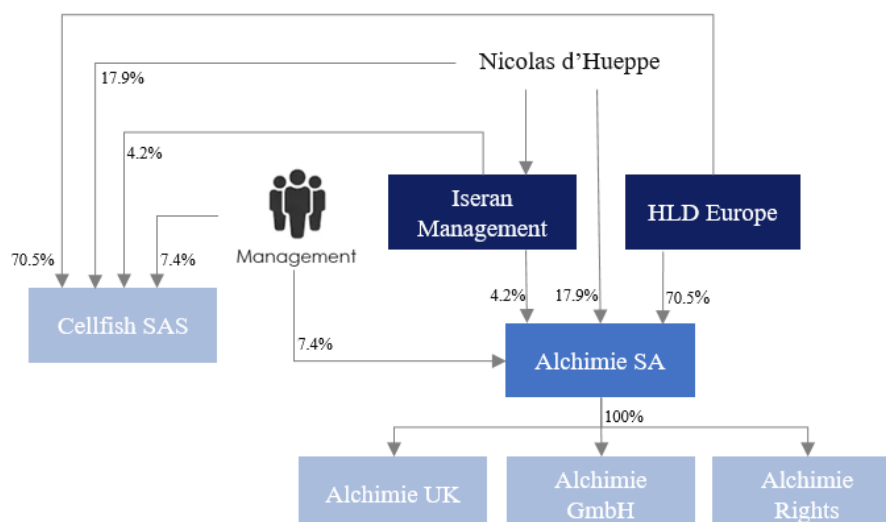 Nicolas d'Hueppe
17.9%
4.2%
Iseran
Management
HLD Europe
Management
70.5%
7.4%
4.2%
17.9%
70.5%
Cellfish SAS
7.4%
Alchimie SA
100%
Alchimie UK
Alchimie
GmbH
Alchimie
Rights